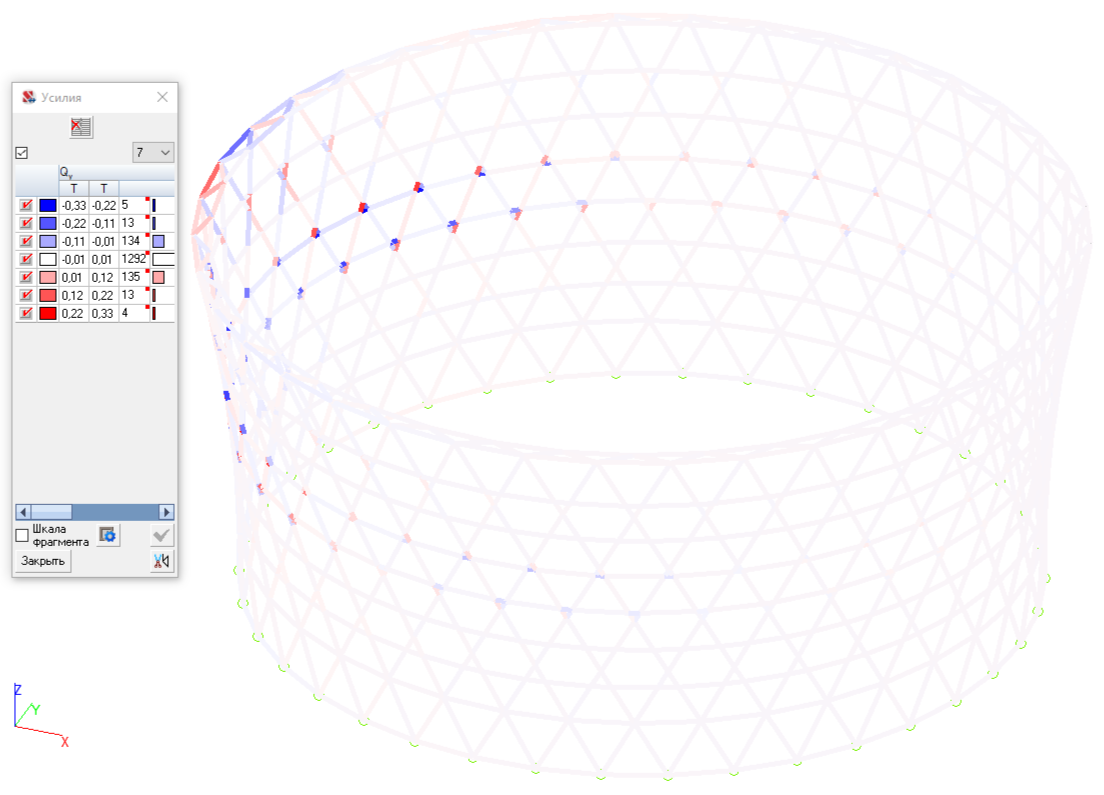 Усилия
7
Qy
T T
-0,33 -0,22 5
-0,22 -0,11 13
-0,11 -0,01 134
-0,01 0,01 1292
0,01 0,12 135
0,12 0,22 13
0,22 0,33 4
Шкала
фрагмента
Закрыть
Z
Y
X